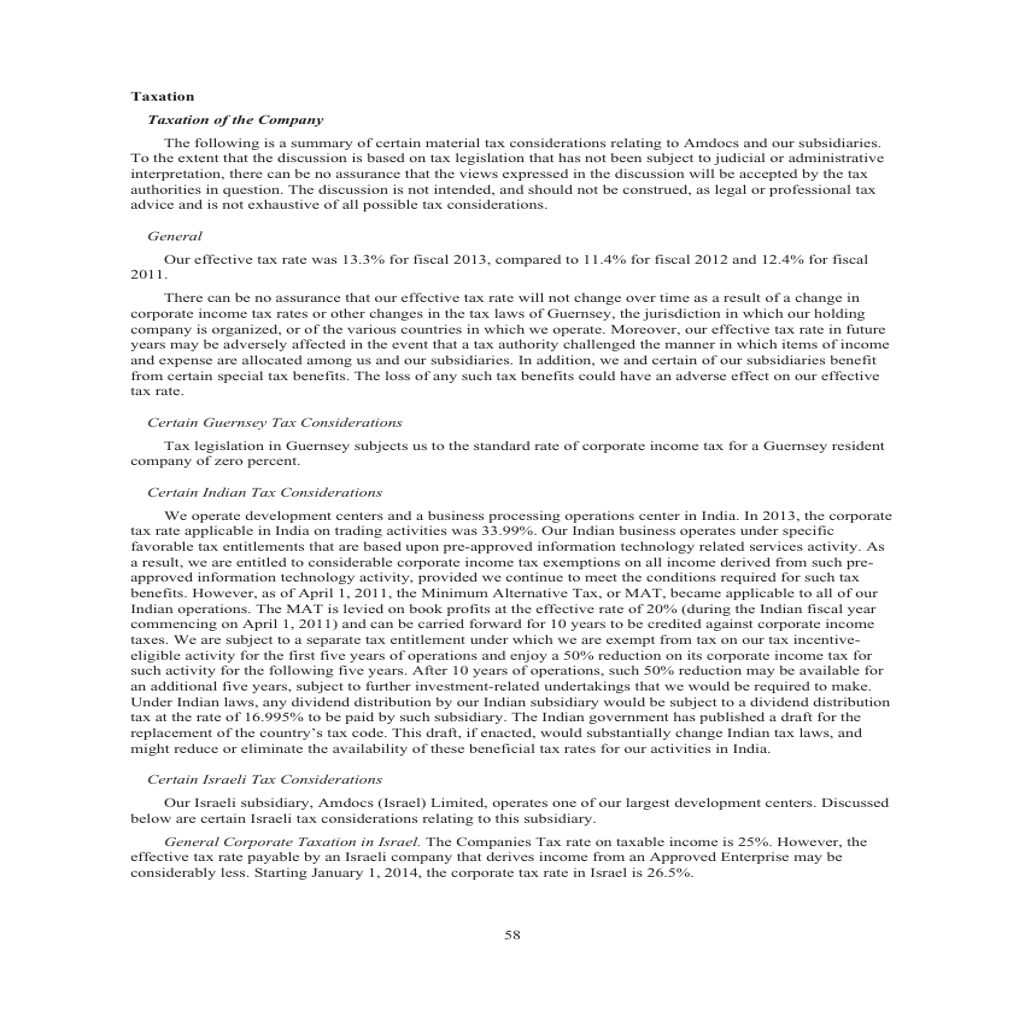 Taxation
Taxation of the Company
The following is a summary of certain material tax considerations relating to Amdocs and our subsidiaries.
To the extent that the discussion is based on tax legislation that has not been subject to judicial or administrative
interpretation, there can be no assurance that the views expressed in the discussion will be accepted by the tax
authorities in question. The discussion is not intended, and should not be construed, as legal or professional tax
advice and is not exhaustive of all possible tax considerations.
General
Our effective tax rate was 13.3% for fiscal 2013, compared to 11.4% for fiscal 2012 and 12.4% for fiscal
2011.
There can be no assurance that our effective tax rate will not change over time as a result of a change in
corporate income tax rates or other changes in the tax laws of Guernsey, the jurisdiction in which our holding
company is organized, or of the various countries in which we operate. Moreover, our effective tax rate in future
years may be adversely affected in the event that a tax authority challenged the manner in which items of income
and expense are allocated among us and our subsidiaries. In addition, we and certain of our subsidiaries benefit
from certain special tax benefits. The loss of any such tax benefits could have an adverse effect on our effective
tax rate.
Certain Guernsey Tax Considerations
Tax legislation in Guernsey subjects us to the standard rate of corporate income tax for a Guernsey resident
company of zero percent.
Certain Indian Tax Considerations
We operate development centers and a business processing operations center in India. In 2013, the corporate
tax rate applicable in India on trading activities was 33.99%. Our Indian business operates under specific
favorable tax entitlements that are based upon pre-approved information technology related services activity. As
a result, we are entitled to considerable corporate income tax exemptions on all income derived from such pre-
approved information technology activity, provided we continue to meet the conditions required for such tax
benefits. However, as of April 1, 2011, the Minimum Alternative Tax, or MAT, became applicable to all of our
Indian operations. The MAT is levied on book profits at the effective rate of 20% (during the Indian fiscal year
commencing on April 1, 2011) and can be carried forward for 10 years to be credited against corporate income
taxes. We are subject to a separate tax entitlement under which we are exempt from tax on our tax incentive-
eligible activity for the first five years of operations and enjoy a 50% reduction on its corporate income tax for
such activity for the following five years. After 10 years of operations, such 50% reduction may be available for
an additional five years, subject to further investment-related undertakings that we would be required to make.
Under Indian laws, any dividend distribution by our Indian subsidiary would be subject to a dividend distribution
tax at the rate of 16.995% to be paid by such subsidiary. The Indian government has published a draft for the
replacement of the country's tax code. This draft, if enacted, would substantially change Indian tax laws, and
might reduce or eliminate the availability of these beneficial tax rates for our activities in India.
Certain Israeli Tax Considerations
Our Israeli subsidiary, Amdocs (Israel) Limited, operates one of our largest development centers. Discussed
below are certain Israeli tax considerations relating to this subsidiary.
General Corporate Taxation in Israel. The Companies Tax rate on taxable income is 25%. However, the
effective tax rate payable by an Israeli company that derives income from an Approved Enterprise may be
considerably less. Starting January 1, 2014, the corporate tax rate in Israel is 26.5%.
58